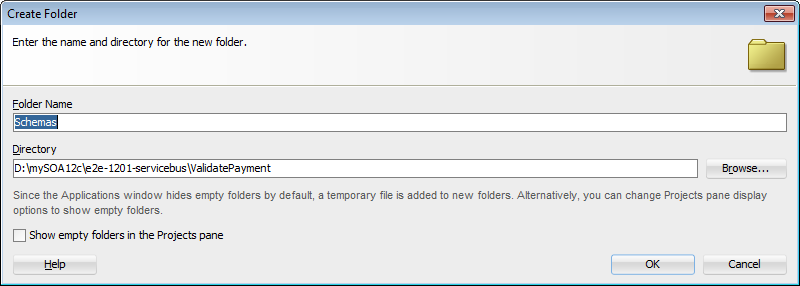 Create Folder
Enter the name and directory for the new folder.
Folder Name
Schemas
Directory
D:\mySOA12c\e2e-1201-servicebus\ValidatePayment
Browse...
Since the Applications window hides empty folders by default, a temporary file is added to new folders. Alternatively, you can change Projects pane display
options to show empty folders.
Show empty folders in the Projects pane
Help
OK
Cancel